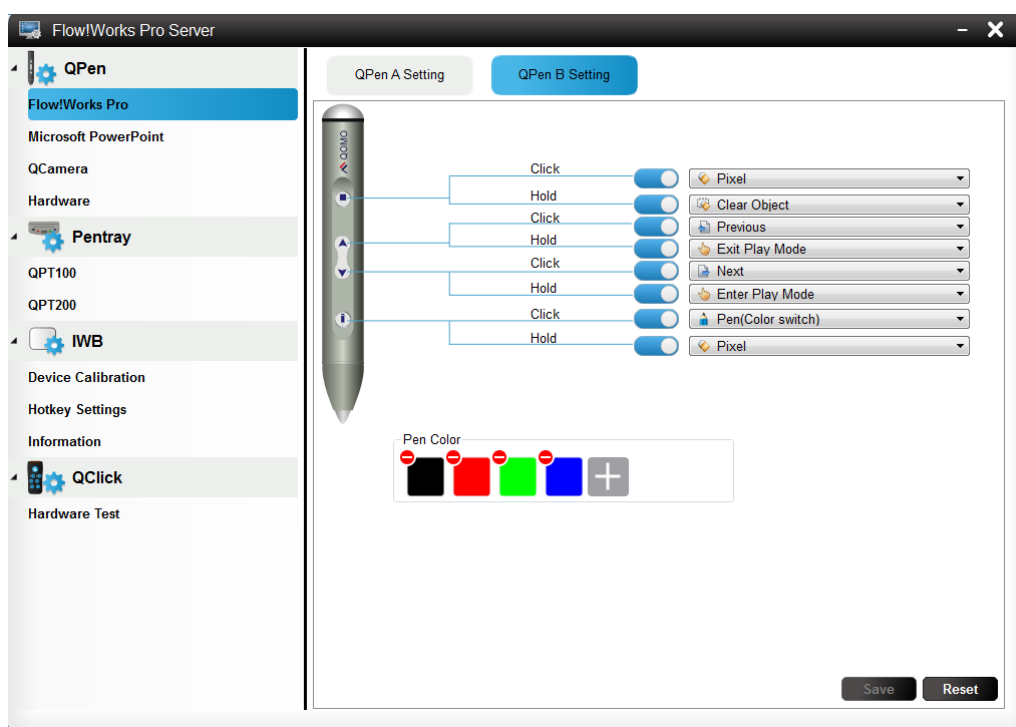 Flow!Works Pro Server
QPen
Flow!Works Pro
Microsoft PowerPoint
QCamera
Hardware
Pentray
QPT100
QPT200
IWB
Device Calibration
Hotkey Settings
Information
QClick
Hardware Test
QPen A Setting
QPen B Setting
QOMO
Click
Pixel
Hold
Clear Object
Click
Previous
Hold
Exit Play Mode
Click
Next
Hold
Enter Play Mode
Click
Pen(Color switch)
Hold
Pixel
Pen Color
Save
Reset